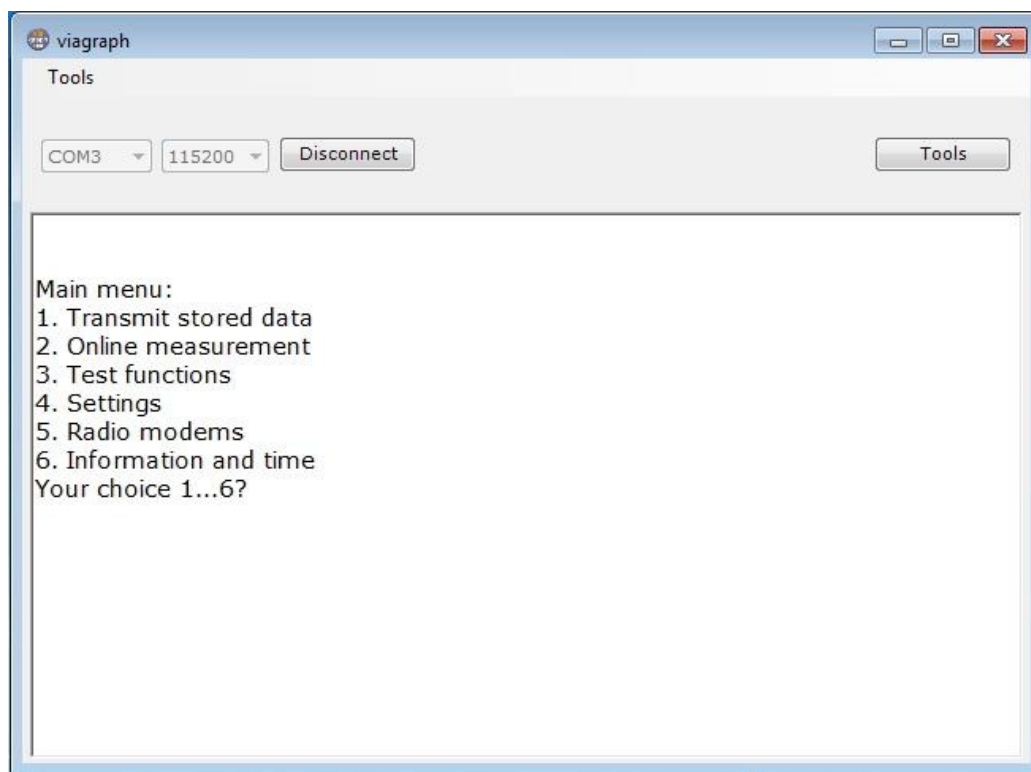 viagraph
Tools
COM3 115200 Disconnect Tools
Main menu:
1. Transmit stored data
2. Online measurement
3. Test functions
4. Settings
5. Radio modems
6. Information and time
Your choice 1...6?